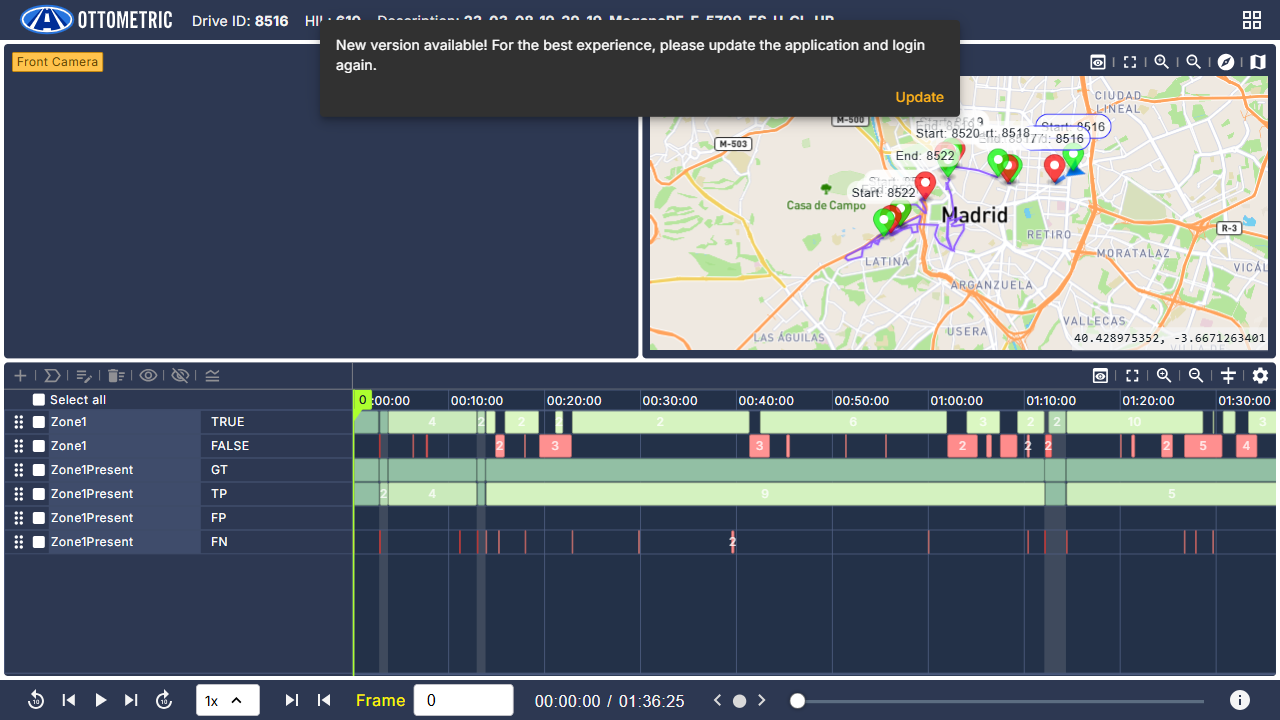 OTTOMETRIC Drive ID: 8516
New version available! For the best experience, please update the application and login
again.
Update
Front Camera
CIUDAD
LINEAL
M-500
M-503
Start: 8516
Start: 8520
rt: 8518
8516
End: 8522
Start: 8522
Casa de Campo
Madrid
RETIRO
R-3
LATINA
MORATALAZ
ARGANZUELA
VALLECAS
USERA
LAS ÁGUILAS
40.428975352, -3.6671263401
Select all
0 :00:00 00:10:00 00:20:00 00:30:00 00:40:00 00:50:00 01:00:00 01:10:00 01:20:00 01:30:00
Zone1 TRUE 4 2 2 2 2 6 3 2 2 10 3
Zone1 FALSE 2 3 3 2 2 2 2 5 4
Zone1Present GT
Zone1Present TP 2 4 9 5
Zone1Present FP
Zone1Present FN 2
10 10 1x Frame 0 00:00:00 / 01:36:25